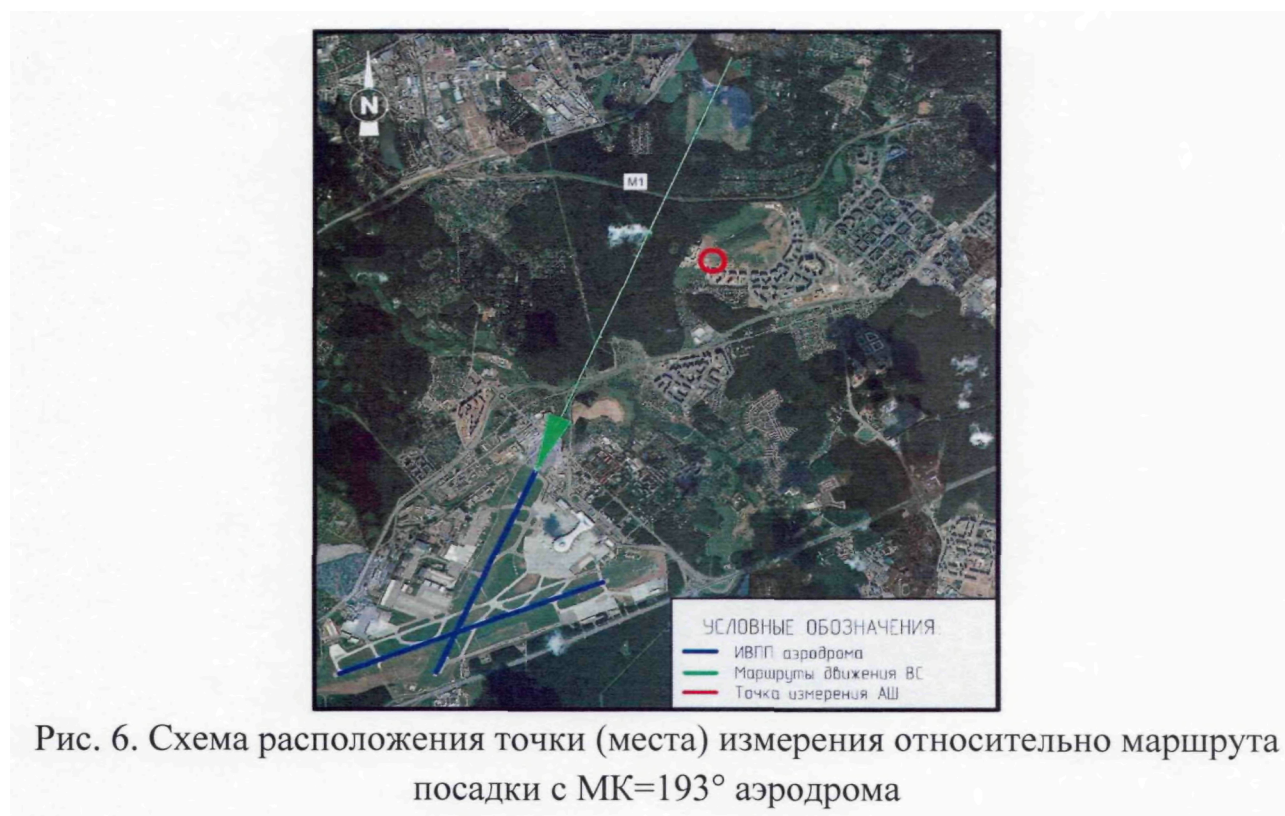 N
М1
УСЛОВНЫЕ ОБОЗНАЧЕНИЯ
ИВПП аэродрома
Маршруты движения ВС
Точка измерения АШ
Рис. 6. Схема расположения точки (места) измерения относительно маршрута
посадки с МК=193° аэродрома